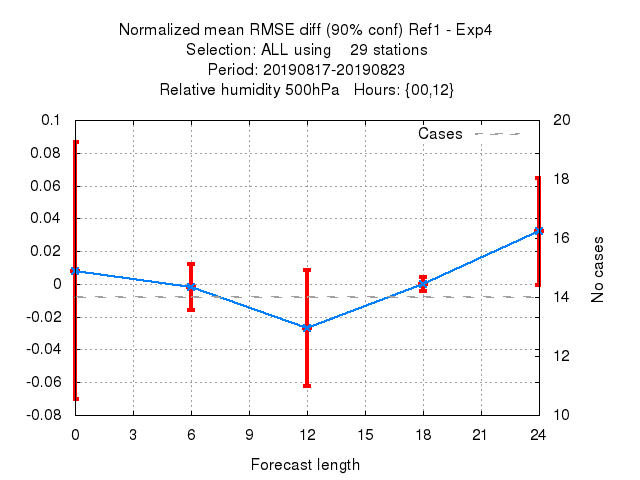 Normalized mean RMSE diff (90% conf) Ref1 - Exp4
Selection: ALL using    29 stations
Period: 20190817-20190823
Relative humidity 500hPa   Hours: {00,12}
Cases
0.1
0.08
0.06
0.04
0.02
0
-0.02
-0.04
-0.06
-0.08
20
18
16
14
12
10
No cases
0 3 6 9 12 15 18 21 24
Forecast length